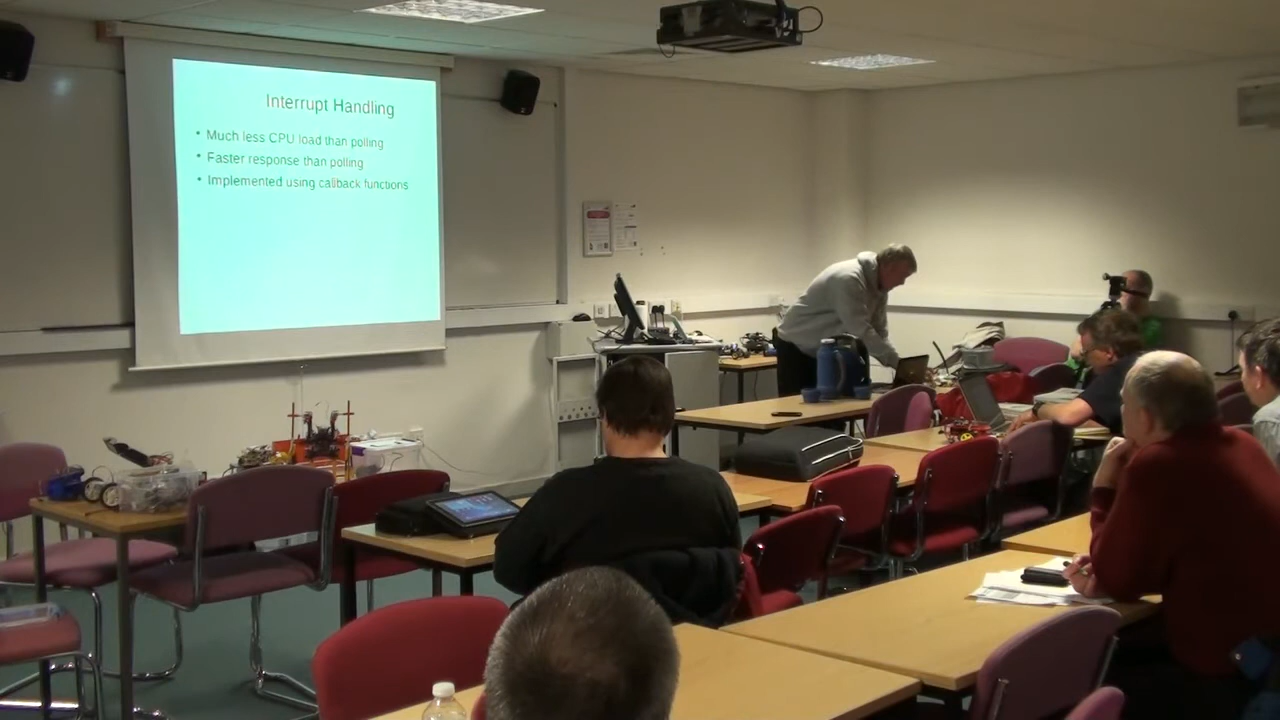 Interrupt Handling
• Much less CPU load than polling
• Faster response than polling
• Implemented using callback functions